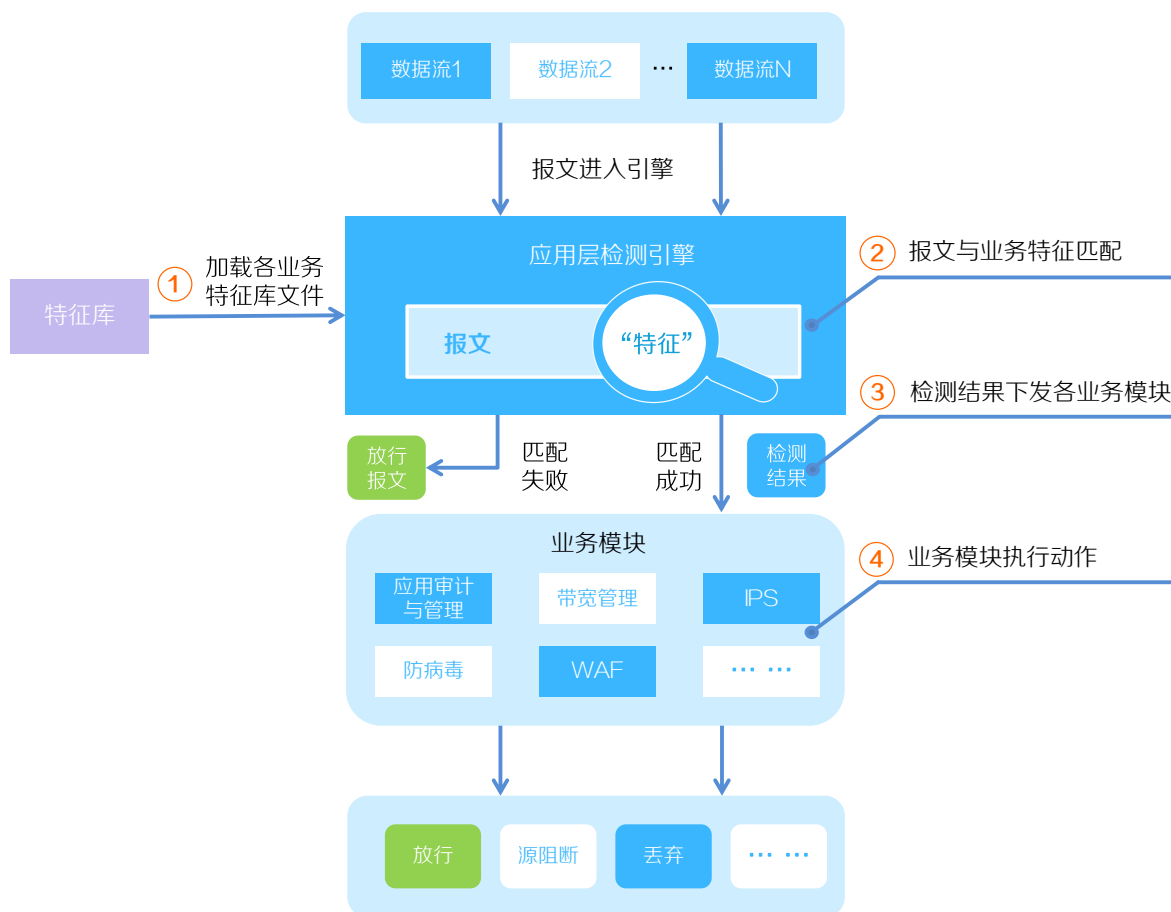 数据流1
数据流2
…
数据流N
报文进入引擎
应用层检测引擎
② 报文与业务特征匹配
① 加载各业务
特征库文件
特征库
报文
“特征”
③ 检测结果下发各业务模块
放行
报文
匹配
失败
匹配
成功
检测
结果
业务模块
④ 业务模块执行动作
应用审计
与管理
带宽管理
IPS
防病毒
WAF
… …
放行
源阻断
丢弃
… …